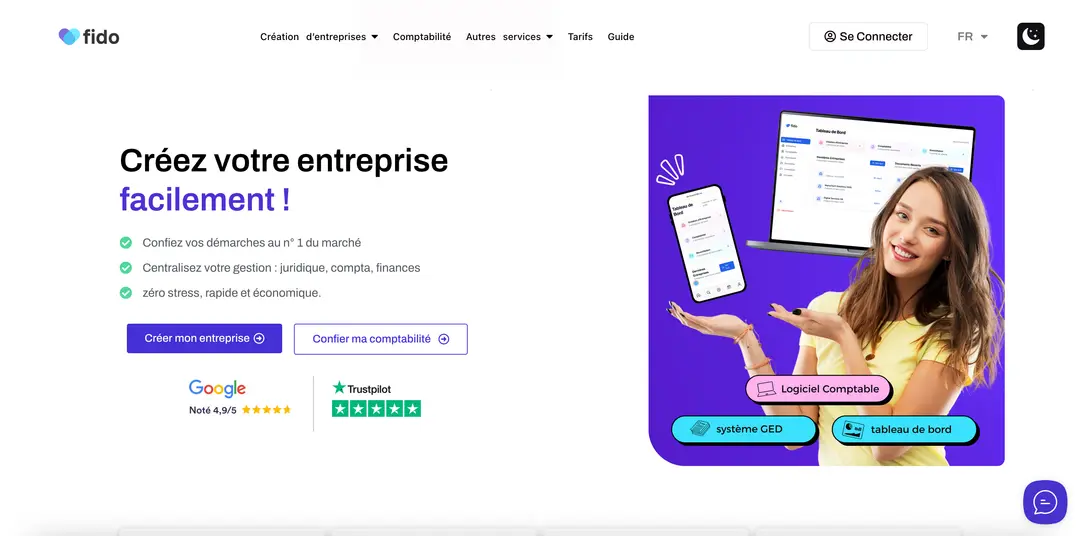 fido
Création d'entreprises
Comptabilité
Autres services
Tarifs
Guide
Se Connecter
FR
Créez votre entreprise
facilement !
Confiez vos démarches au n° 1 du marché
Centralisez votre gestion : juridique, compta, finances
zéro stress, rapide et économique.
Créer mon entreprise
Confier ma comptabilité
Google
Noté 4,9/5
Trustpilot
fido
Tableau de Bord
Tableau de
Bord
Logiciel Comptable
système GED
tableau de bord